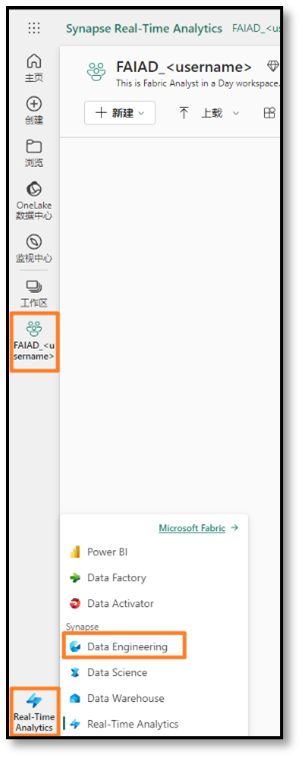 Synapse Real-Time Analytics FAIAD_<us
主页
创建
浏览
OneLake
数据中心
监视中心
工作区
FAIAD_<u
sername>
FAIAD_<username>
This is Fabric Analyst in a Day workspace.
新建
上载
Microsoft Fabric
Power BI
Data Factory
Data Activator
Synapse
Data Engineering
Data Science
Data Warehouse
Real-Time Analytics
Real-Time
Analytics